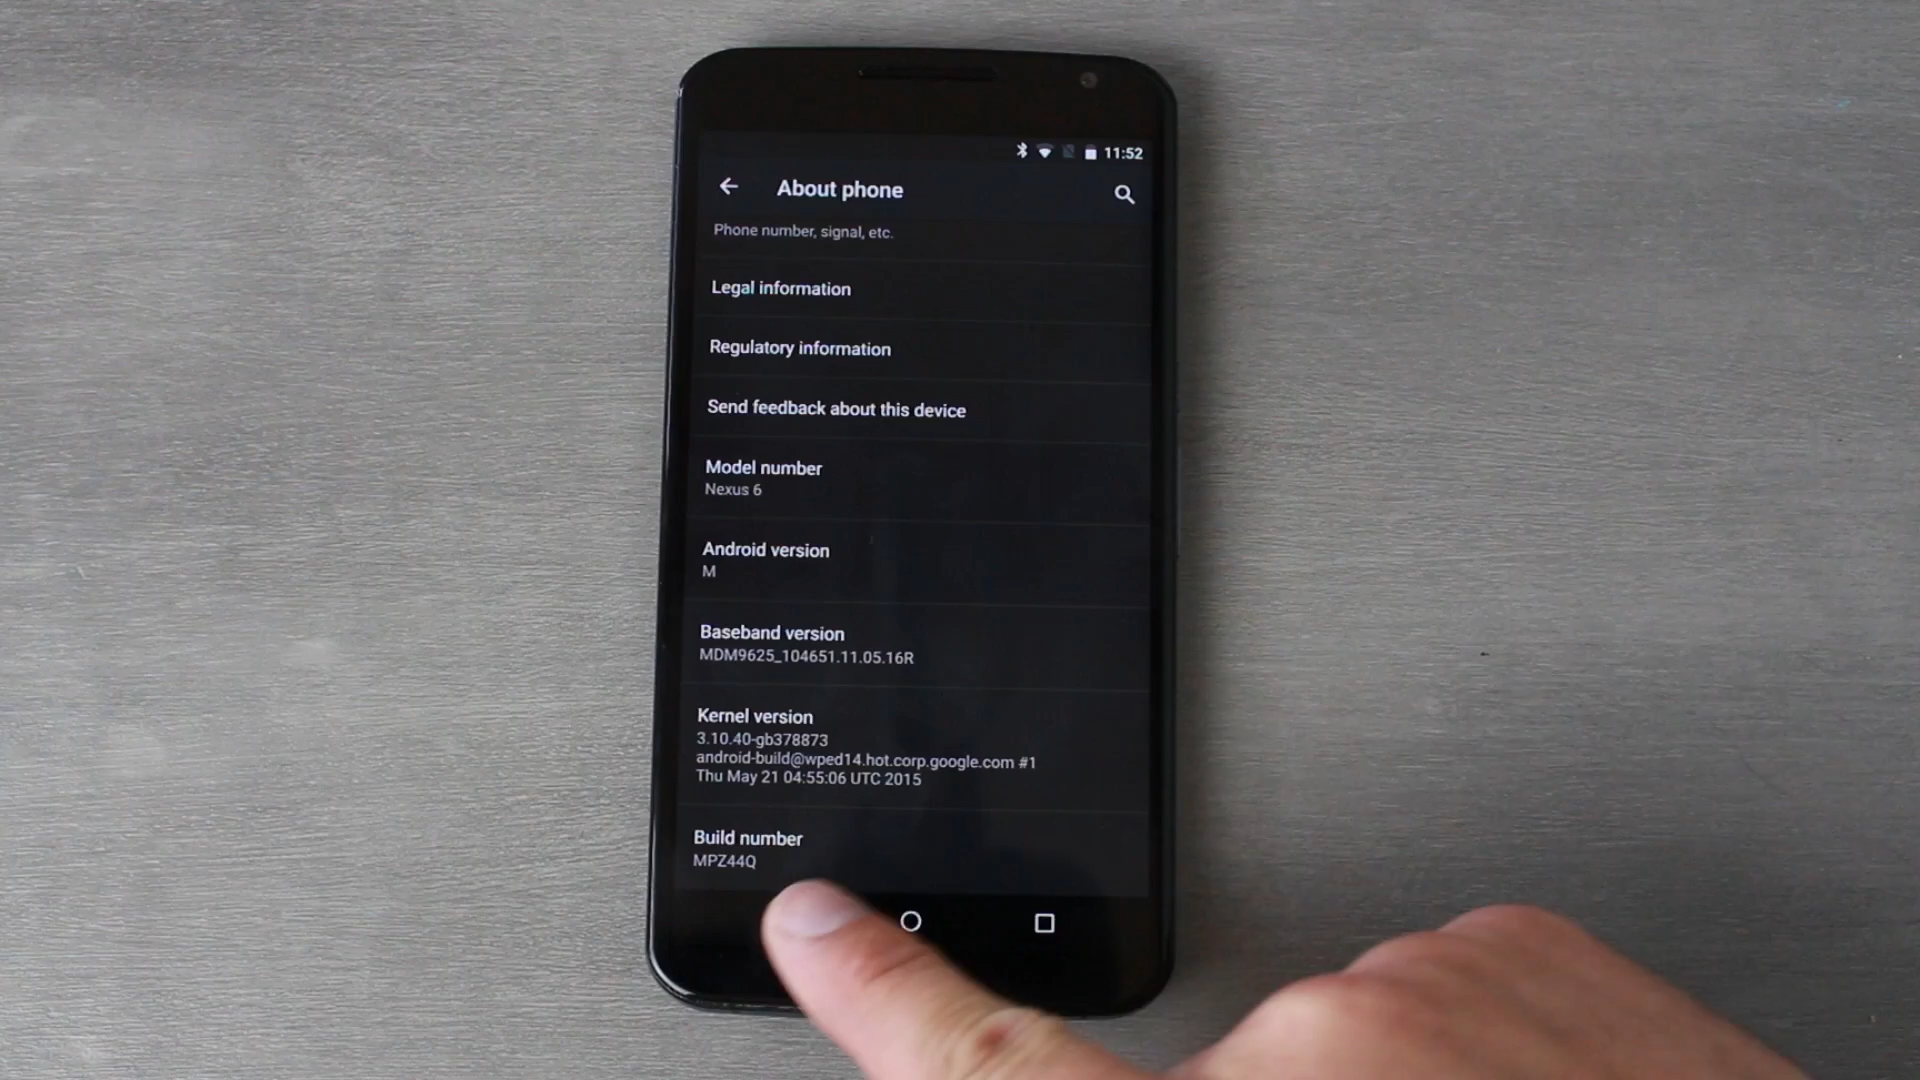 11:52
About phone
Phone number, signal, etc.
Legal information
Regulatory information
Send feedback about this device
Model number
Nexus 6
Android version
M
Baseband version
MDM9625_104651.11.05.16R
Kernel version
3.10.40-gb378873
android-build@wped14.hot.corp.google.com #1
Thu May 21 04:55:06 UTC 2015
Build number
MPZ44Q